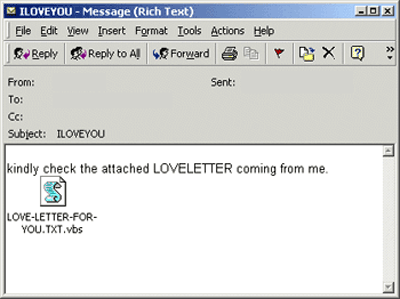 ILOVEYOU - Message (Rich Text)
File Edit View Insert Format Tools Actions Help
Reply Reply to All Forward
From: Sent:
To:
Cc:
Subject: ILOVEYOU
kindly check the attached LOVELETTER coming from me.
LOVE-LETTER-FOR-
YOU.TXT.vbs